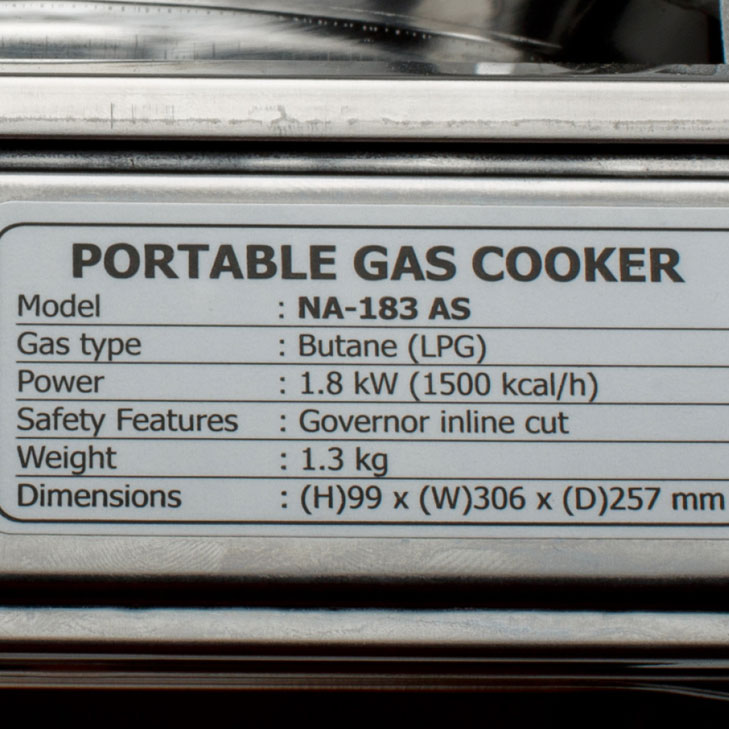 PORTABLE GAS COOKER
Model : NA-183 AS
Gas type : Butane (LPG)
Power : 1.8 kW (1500 kcal/h)
Safety Features : Governor inline cut
Weight : 1.3 kg
Dimensions : (H)99 x (W)306 x (D)257 mm